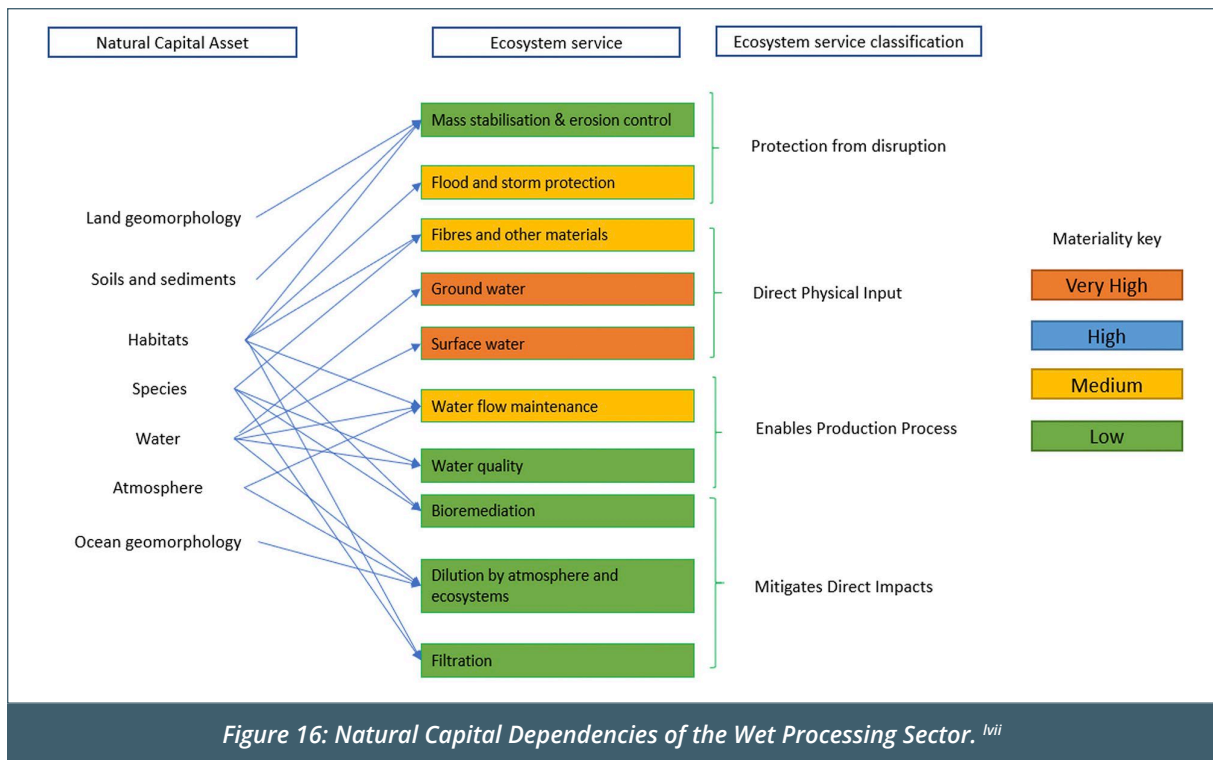 Natural Capital Asset
Ecosystem service
Ecosystem service classification
Mass stabilisation & erosion control
Flood and storm protection
Fibres and other materials
Ground water
Surface water
Water flow maintenance
Water quality
Bioremediation
Dilution by atmosphere and
ecosystems
Filtration
Land geomorphology
Soils and sediments
Habitats
Species
Water
Atmosphere
Ocean geomorphology
Protection from disruption
Direct Physical Input
Enables Production Process
Mitigates Direct Impacts
Materiality key
Very High
High
Medium
Low
Figure 16: Natural Capital Dependencies of the Wet Processing Sector. lvii